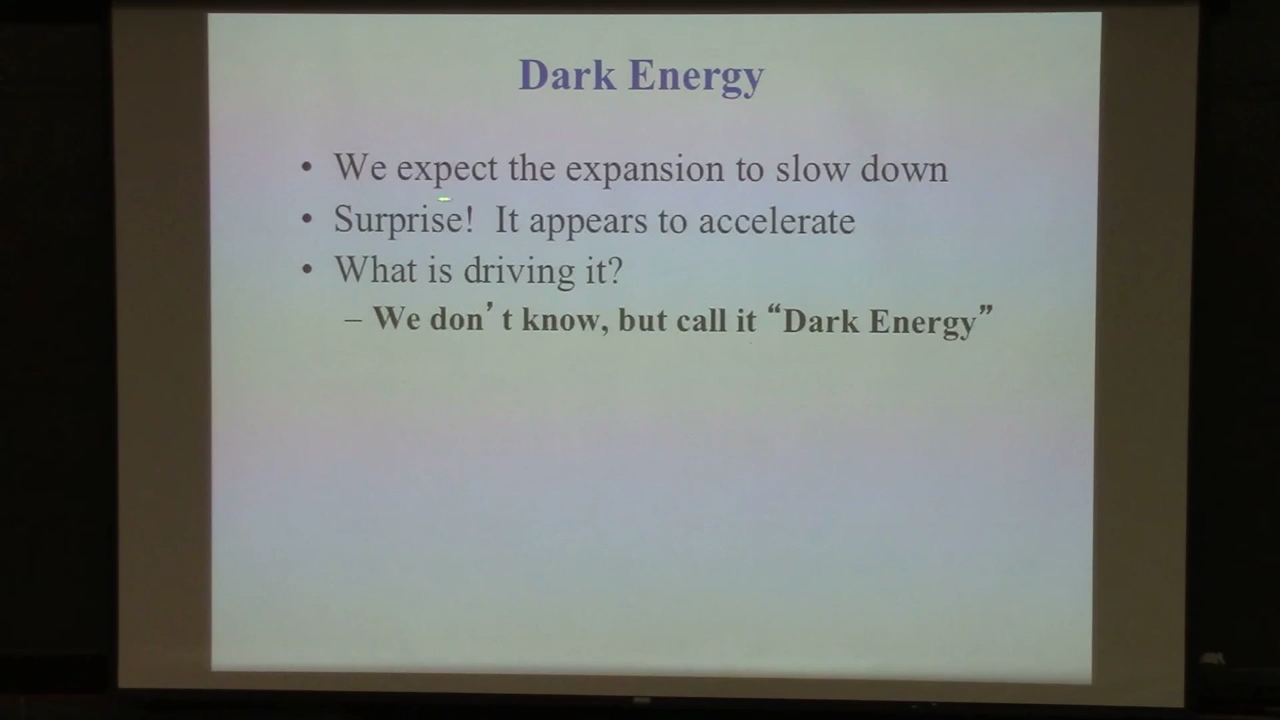 Dark Energy
• We expect the expansion to slow down
• Surprise! It appears to accelerate
• What is driving it?
– We don’t know, but call it “Dark Energy”